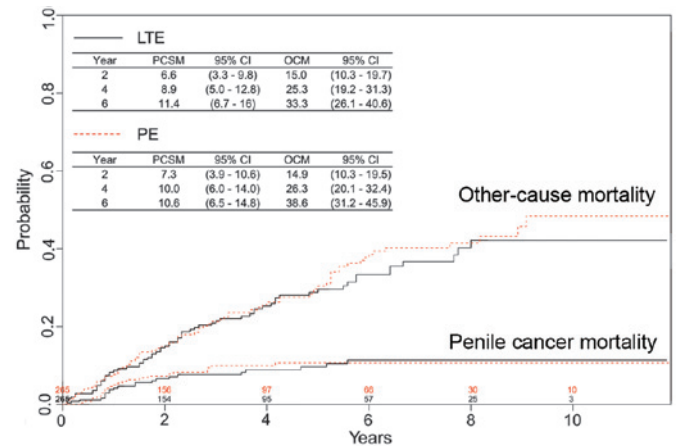 1.0
LTE
Year PCSM 95% CI OCM 95% CI
2 6.6 (3.3 - 9.8) 15.0 (10.3 - 19.7)
4 8.9 (5.0 - 12.8) 25.3 (19.2 - 31.3)
6 11.4 (6.7 - 16) 33.3 (26.1 - 40.6)
0.8
PE
Year PCSM 95% CI OCM 95% CI
2 7.3 (3.9 - 10.6) 14.9 (10.3 - 19.5)
4 10.0 (6.0 - 14.0) 26.3 (20.1 - 32.4)
6 10.6 (6.5 - 14.8) 38.6 (31.2 - 45.9)
0.6
Probability
Other-cause mortality
0.4
0.2
Penile cancer mortality
0.0
265 156 97 66 30 10
265 154 95 57 25 3
0 2 4 6 8 10
Years